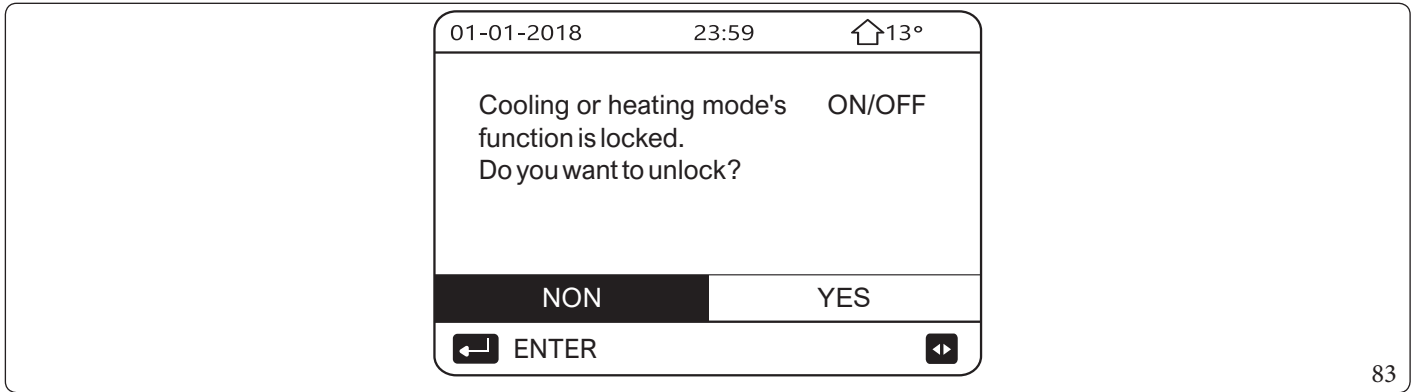 01-01-2018 23:59 13°
Cooling or heating mode's ON/OFF
function is locked.
Do you want to unlock?
NON YES
ENTER
83